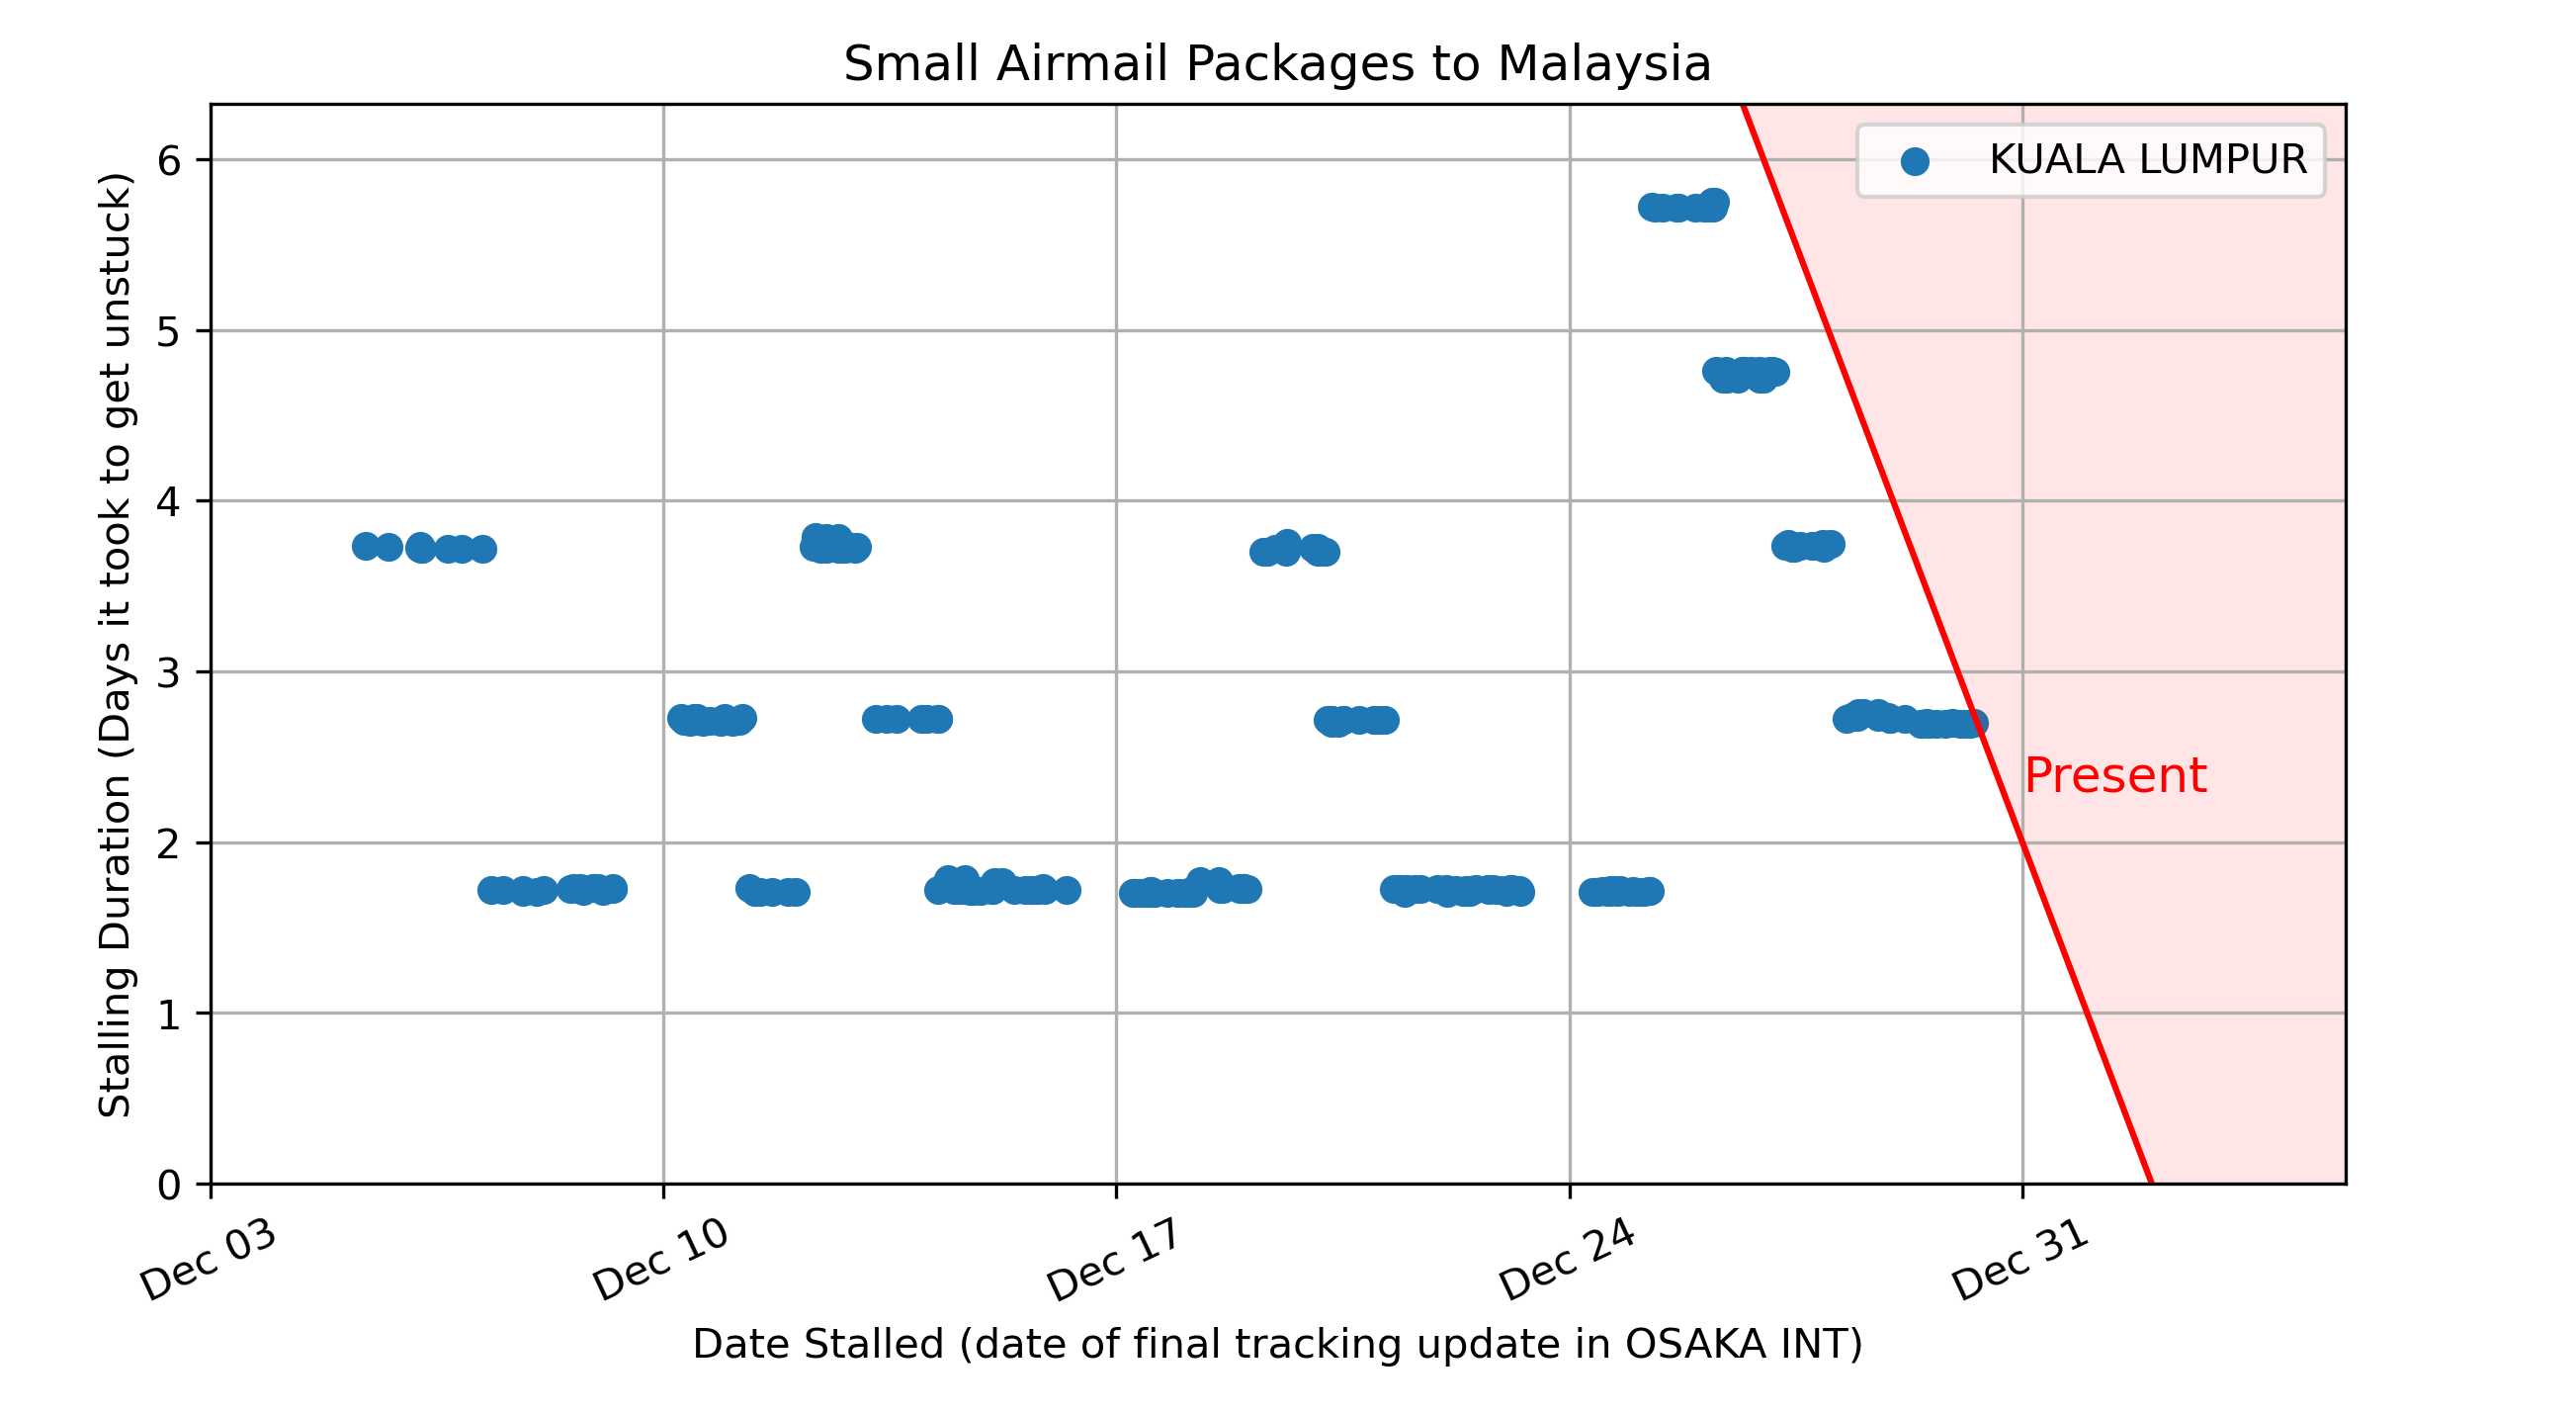 Small Airmail Packages to Malaysia
KUALA LUMPUR
Stalling Duration (Days it took to get unstuck)
6
5
4
3
2
1
0
Present
Dec 03
Dec 10
Dec 17
Dec 24
Dec 31
Date Stalled (date of final tracking update in OSAKA INT)